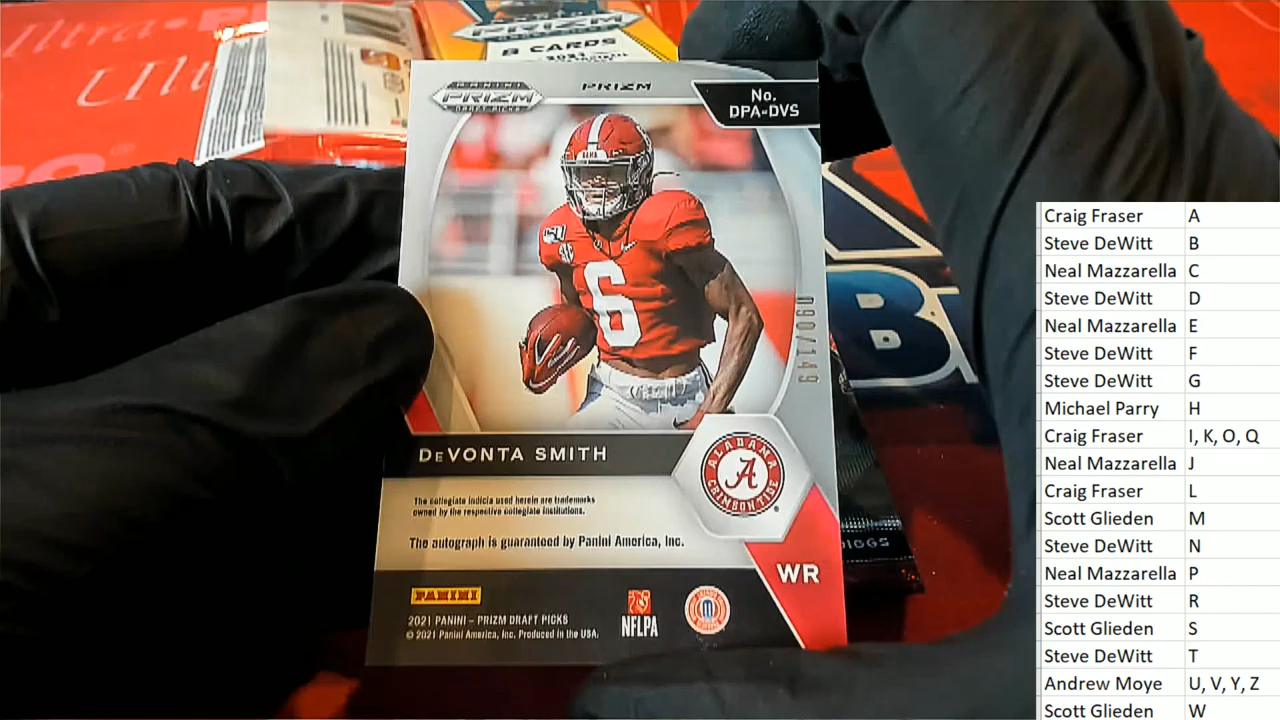 Ultra-PRO
8 CARDS
PANINI
PRIZM
DRAFT PICKS
PRIZM
No.
DPA-DVS
BAMA
6
090/149
DEVONTA SMITH
ALABAMA
A
CRIMSON TIDE
The collegiate indicia used herein are trademarks
owned by the respective collegiate institutions.
The autograph is guaranteed by Panini America, Inc.
WR
PANINI
2021 PANINI – PRIZM DRAFT PICKS
© 2021 Panini America, Inc. Produced in the USA.
NFLPA
Craig Fraser A
Steve DeWitt B
Neal Mazzarella C
Steve DeWitt D
Neal Mazzarella E
Steve DeWitt F
Steve DeWitt G
Michael Parry H
Craig Fraser I, K, O, Q
Neal Mazzarella J
Craig Fraser L
Scott Glieden M
Steve DeWitt N
Neal Mazzarella P
Steve DeWitt R
Scott Glieden S
Steve DeWitt T
Andrew Moye U, V, Y, Z
Scott Glieden W